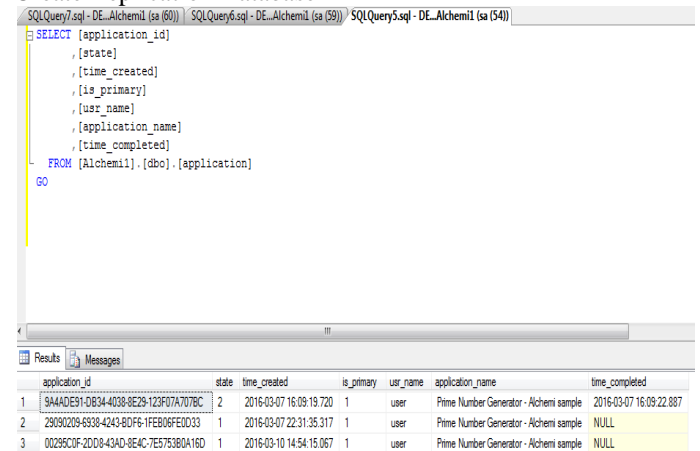 SQLQuery7.sql - DE...Alchemi1 (sa (60)) SQLQuery6.sql - DE...Alchemi1 (sa (59)) SQLQuery5.sql - DE...Alchemi1 (sa (54))
SELECT [application_id]
,[state]
,[time_created]
,[is_primary]
,[usr_name]
,[application_name]
,[time_completed]
FROM [Alchemi1].[dbo].[application]
GO
Results Messages
application_id state time_created is_primary usr_name application_name time_completed
1 9A4ADE91-DB34-4038-8E29-123F07A707BC 2 2016-03-07 16:09:19.720 1 user Prime Number Generator - Alchemi sample 2016-03-07 16:09:22.887
2 29090209-6938-4243-BDF6-1FEB06FE0D33 1 2016-03-07 22:31:35.317 1 user Prime Number Generator - Alchemi sample NULL
3 00295C0F-2DD8-43AD-8E4C-7E5753B0A16D 1 2016-03-10 14:54:15.067 1 user Prime Number Generator - Alchemi sample NULL